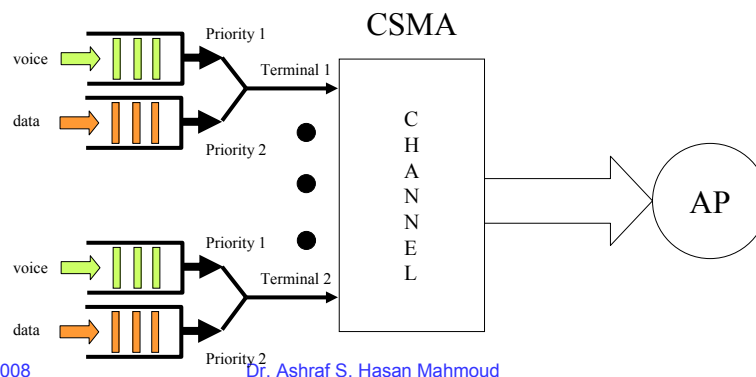 CSMA
Priority 1
voice
Terminal 1
data
Priority 2
CHANNEL
AP
Priority 1
voice
Terminal 2
data
Priority 2
008
Dr. Ashraf S. Hasan Mahmoud